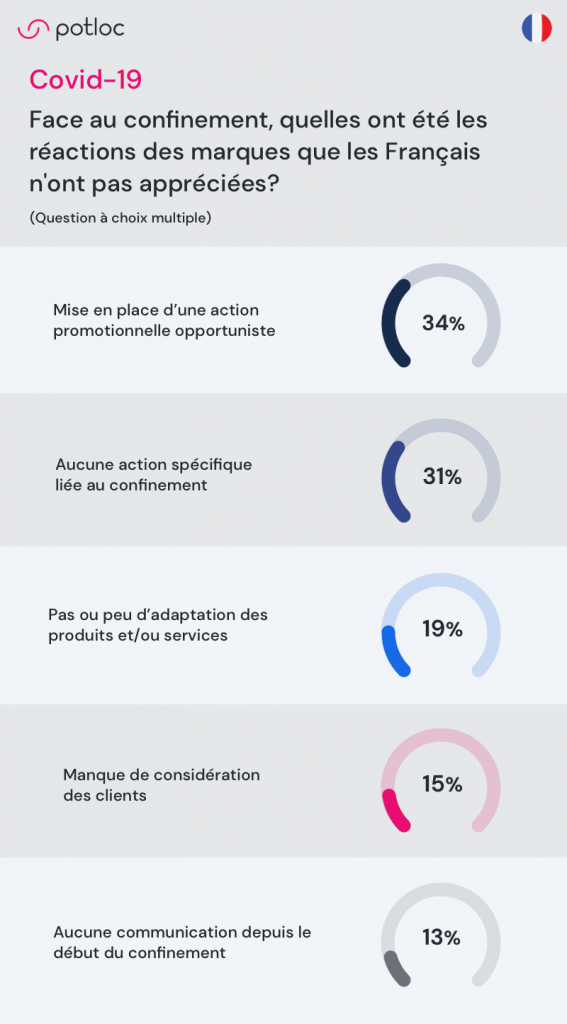 potloc
Covid-19
Face au confinement, quelles ont été les
réactions des marques que les Français
n'ont pas appréciées?
(Question à choix multiple)
Mise en place d’une action
promotionnelle opportuniste
34%
Aucune action spécifique
liée au confinement
31%
Pas ou peu d’adaptation des
produits et/ou services
19%
Manque de considération
des clients
15%
Aucune communication depuis le
début du confinement
13%